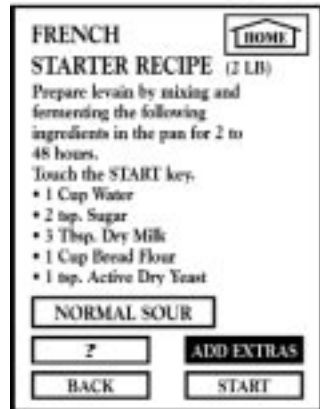 FRENCH
HOME
STARTER RECIPE (2 LB)
Prepare levain by mixing and
fermenting the following
ingredients in the pan for 2 to
48 hours.
Touch the START key.
• 1 Cup Water
• 2 tsp. Sugar
• 3 Tbsp. Dry Milk
• 1 Cup Bread Flour
• 1 tsp. Active Dry Yeast
NORMAL SOUR
?
ADD EXTRAS
BACK
START